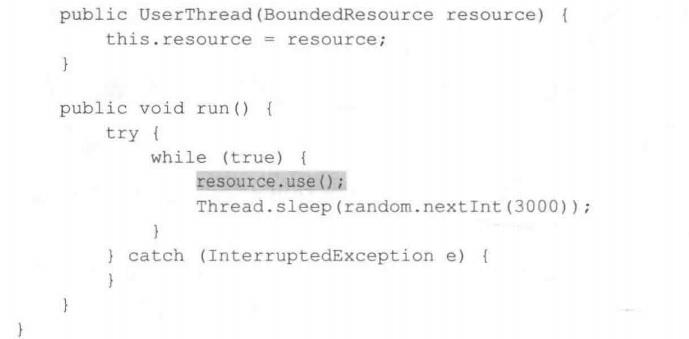 public UserThread(BoundedResource resource) {
        this.resource = resource;
    }

    public void run() {
        try {
            while (true) {
                resource.use();
                Thread.sleep(random.nextInt(3000));
            }
        } catch (InterruptedException e) {
        }
    }
}